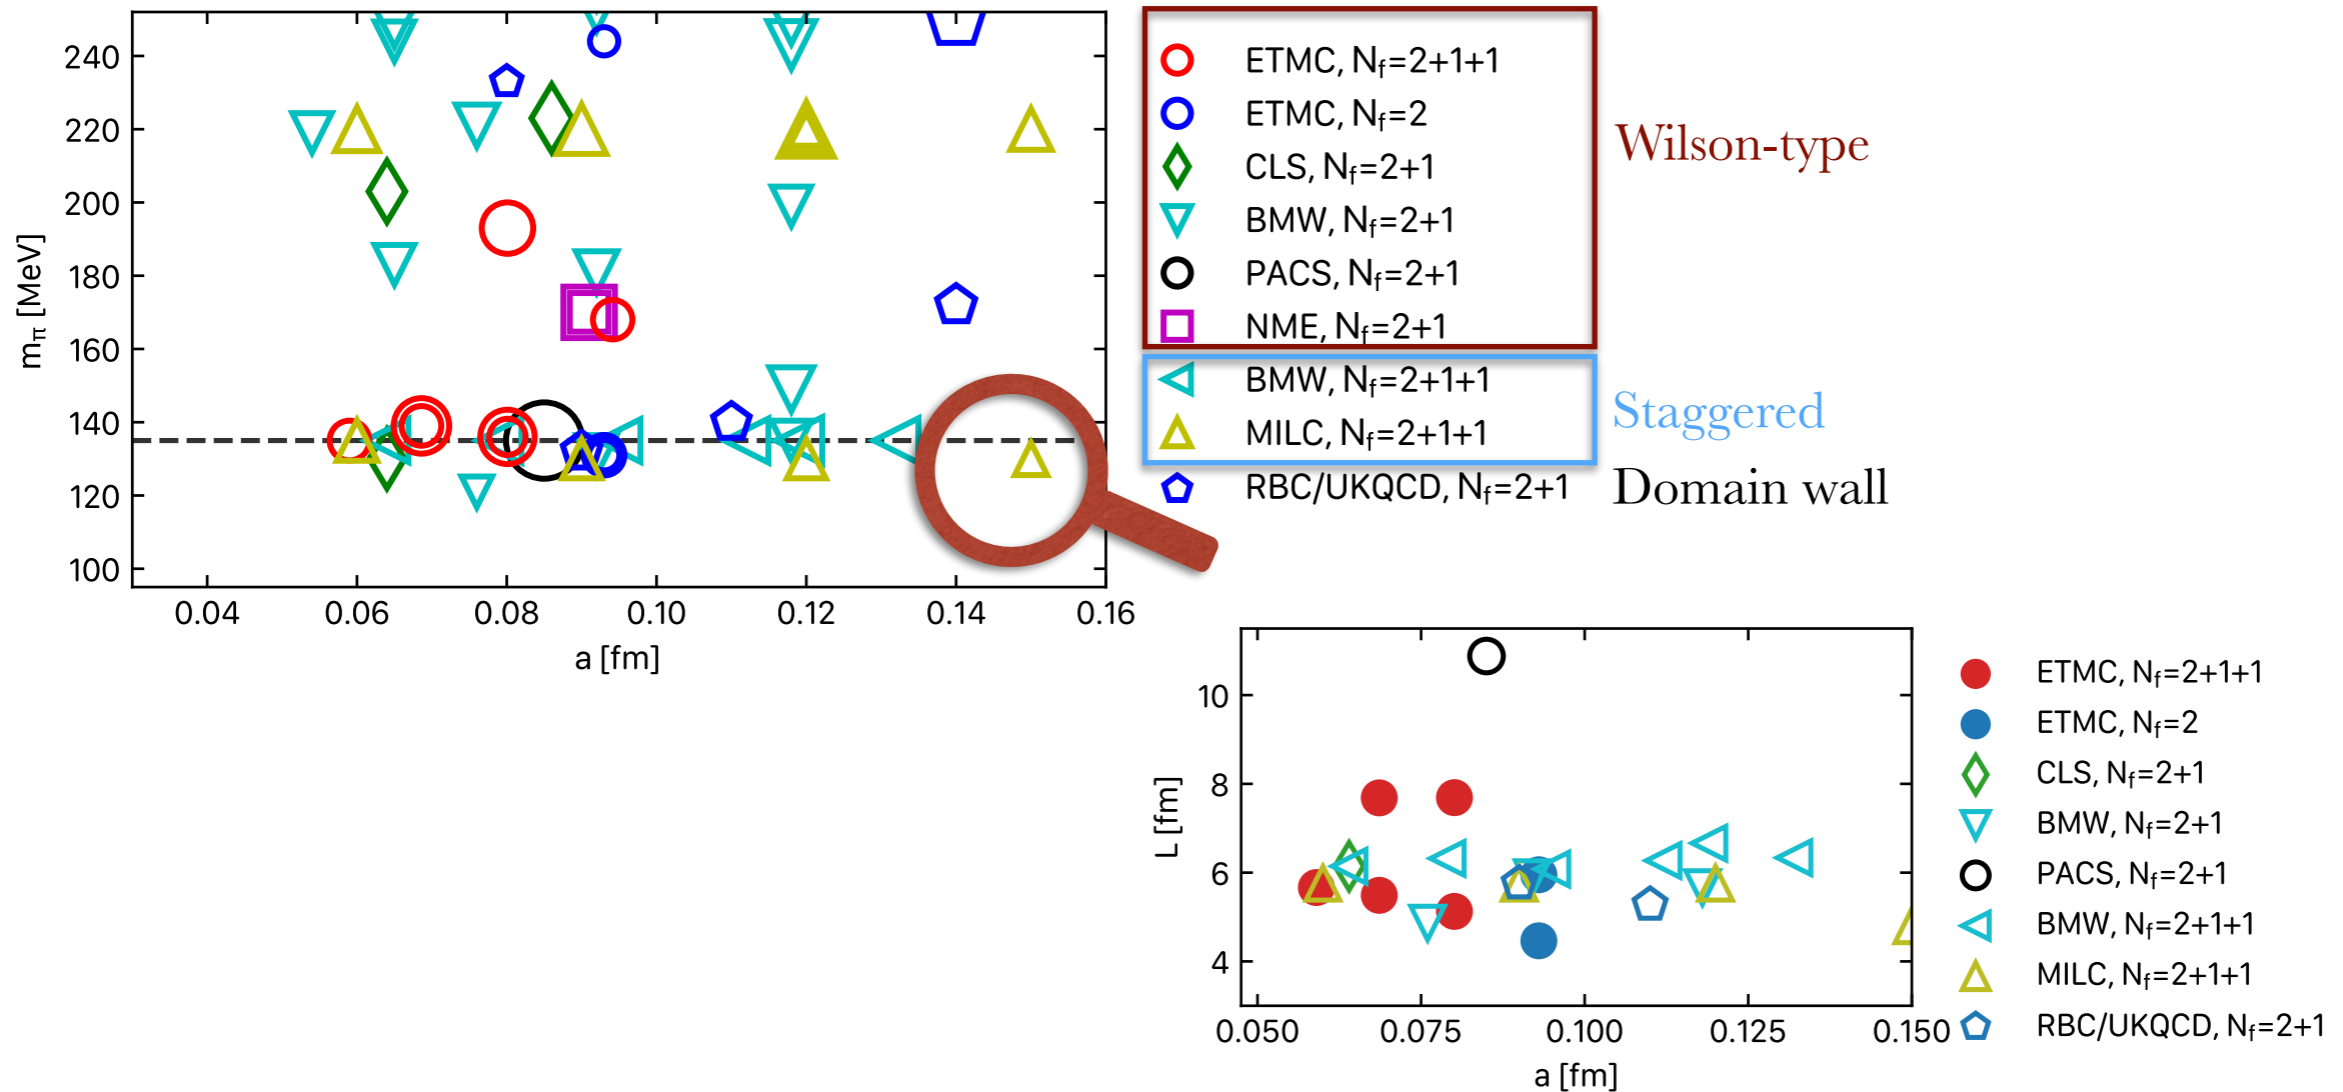 240
220
200
180
160
140
120
100
m_π [MeV]
0.04 0.06 0.08 0.10 0.12 0.14 0.16
a [fm]
ETMC, N_f=2+1+1
ETMC, N_f=2
CLS, N_f=2+1
BMW, N_f=2+1
PACS, N_f=2+1
NME, N_f=2+1
BMW, N_f=2+1+1
MILC, N_f=2+1+1
RBC/UKQCD, N_f=2+1
Wilson-type
Staggered
Domain wall
10
8
6
4
L [fm]
0.050 0.075 0.100 0.125 0.150
a [fm]
ETMC, N_f=2+1+1
ETMC, N_f=2
CLS, N_f=2+1
BMW, N_f=2+1
PACS, N_f=2+1
BMW, N_f=2+1+1
MILC, N_f=2+1+1
RBC/UKQCD, N_f=2+1